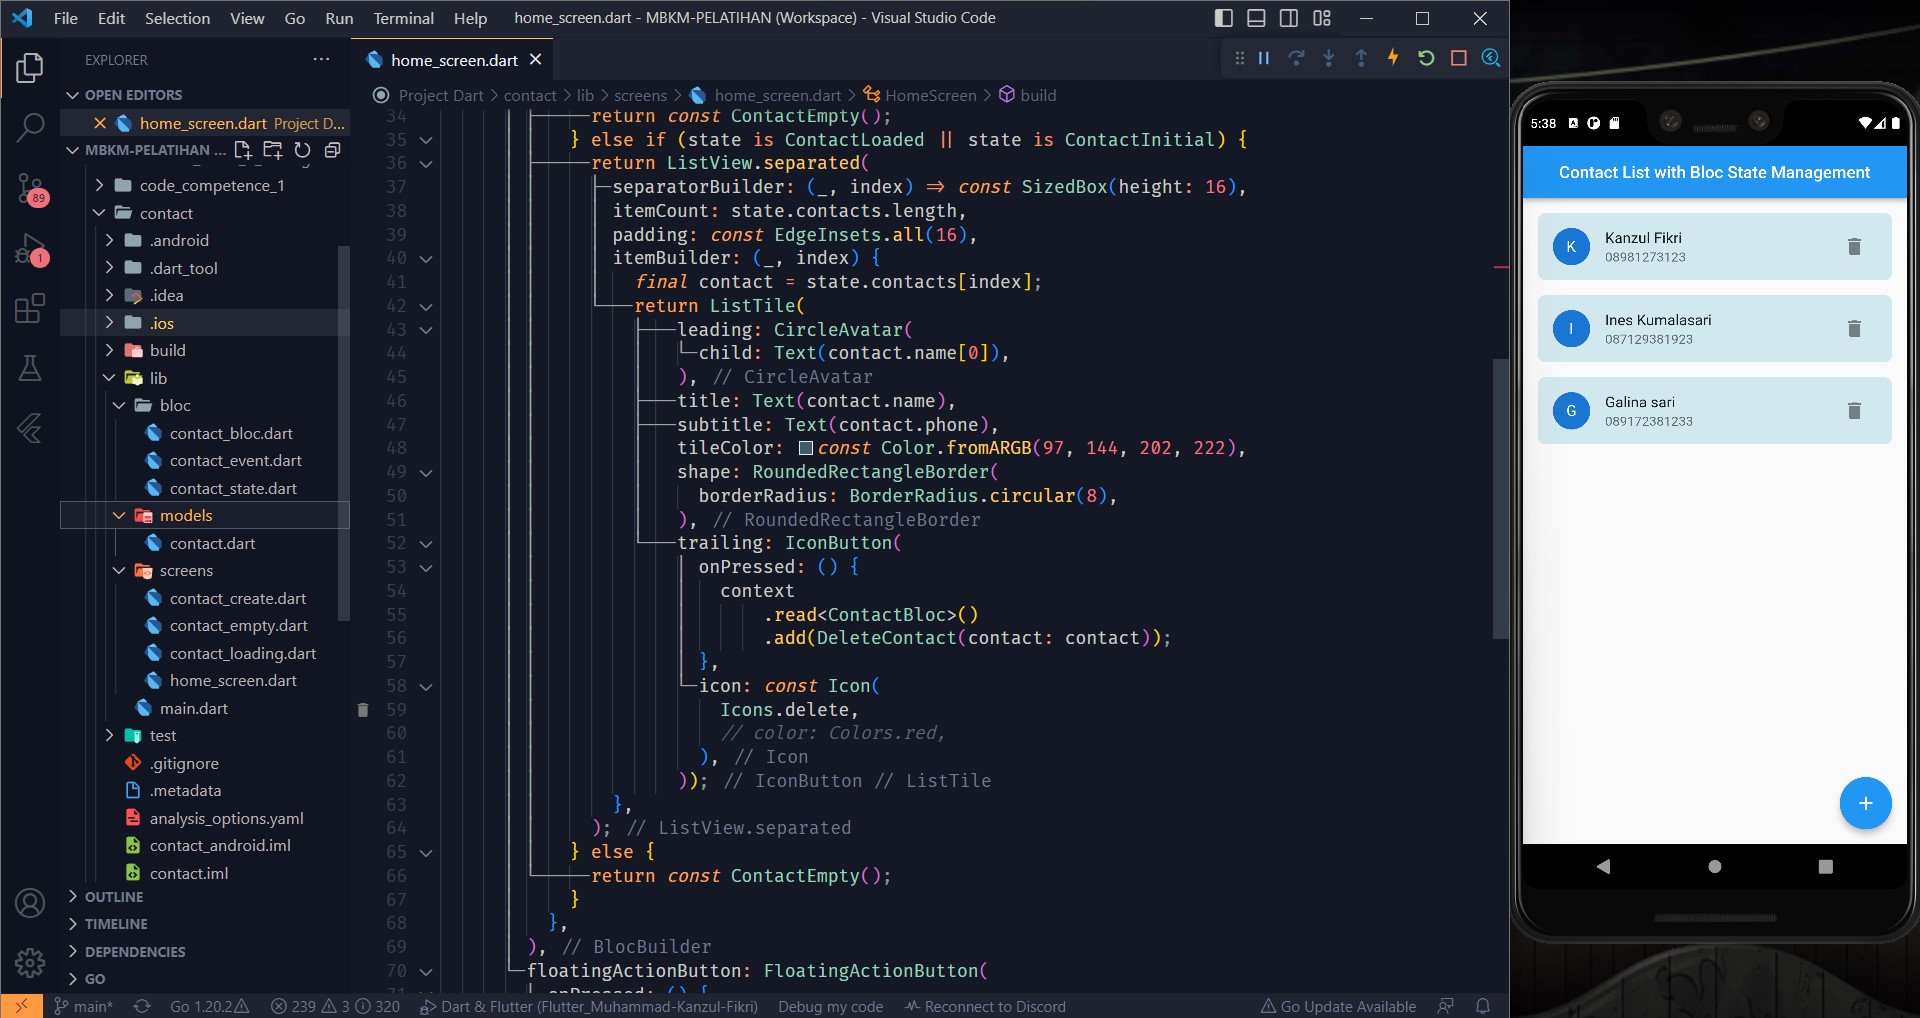 File Edit Selection View Go Run Terminal Help home_screen.dart - MBKM-PELATIHAN (Workspace) - Visual Studio Code
EXPLORER
OPEN EDITORS
home_screen.dart Project D...
MBKM-PELATIHAN ...
code_competence_1
contact
.android
.dart_tool
.idea
.ios
build
lib
bloc
contact_bloc.dart
contact_event.dart
contact_state.dart
models
contact.dart
screens
contact_create.dart
contact_empty.dart
contact_loading.dart
home_screen.dart
main.dart
test
.gitignore
.metadata
analysis_options.yaml
contact_android.iml
contact.iml
OUTLINE
TIMELINE
DEPENDENCIES
GO
89
1
home_screen.dart
Project Dart > contact > lib > screens > home_screen.dart > HomeScreen > build
34 return const ContactEmpty();
35 } else if (state is ContactLoaded || state is ContactInitial) {
36 return ListView.separated(
37 separatorBuilder: (_, index) => const SizedBox(height: 16),
38 itemCount: state.contacts.length,
39 padding: const EdgeInsets.all(16),
40 itemBuilder: (_, index) {
41 final contact = state.contacts[index];
42 return ListTile(
43 leading: CircleAvatar(
44 child: Text(contact.name[0]),
45 ), // CircleAvatar
46 title: Text(contact.name),
47 subtitle: Text(contact.phone),
48 tileColor: const Color.fromARGB(97, 144, 202, 222),
49 shape: RoundedRectangleBorder(
50 borderRadius: BorderRadius.circular(8),
51 ), // RoundedRectangleBorder
52 trailing: IconButton(
53 onPressed: () {
54 context
55 .read<ContactBloc>()
56 .add(DeleteContact(contact: contact));
57 },
58 icon: const Icon(
59 Icons.delete,
60 // color: Colors.red,
61 ), // Icon
62 )); // IconButton // ListTile
63 },
64 ); // ListView.separated
65 } else {
66 return const ContactEmpty();
67 }
68 },
69 ), // BlocBuilder
70 floatingActionButton: FloatingActionButton(
71 onPressed: () {
main* Go 1.20.2 239 3 320 Dart & Flutter (Flutter_Muhammad-Kanzul-Fikri) Debug my code Reconnect to Discord Go Update Available
5:38
Contact List with Bloc State Management
K
Kanzul Fikri
08981273123
I
Ines Kumalasari
087129381923
G
Galina sari
089172381233
+